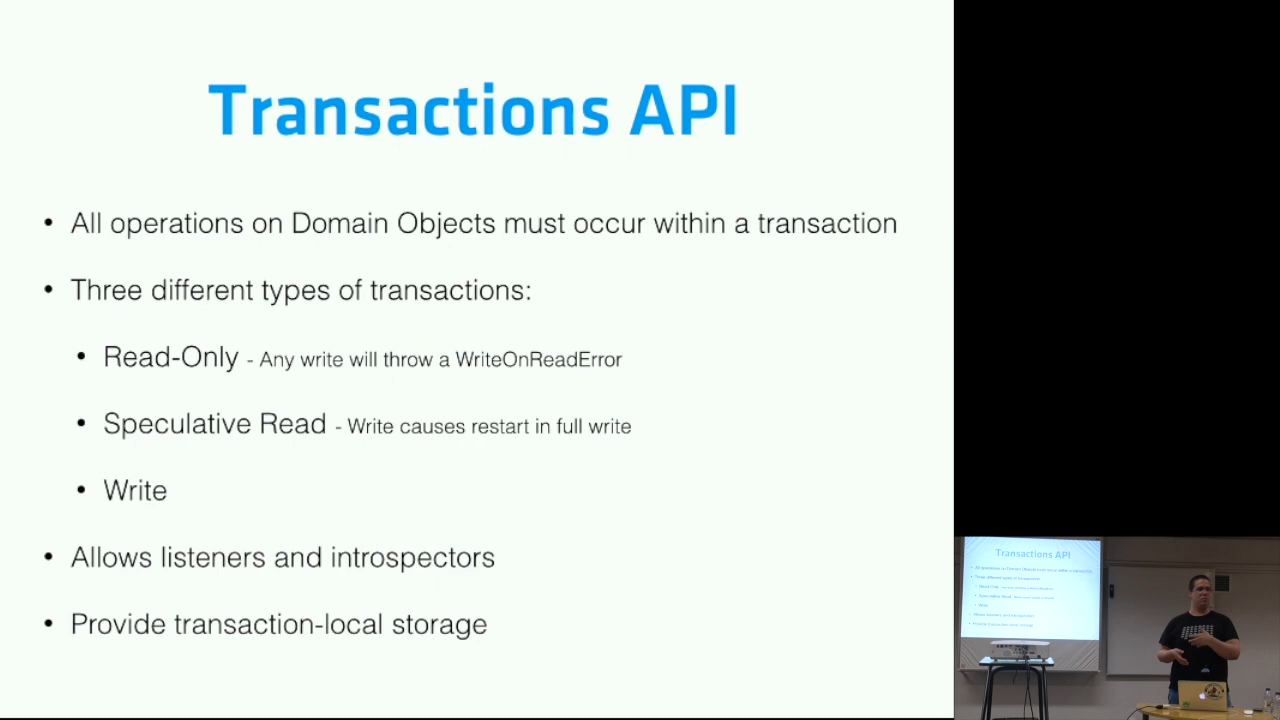 Transactions API
• All operations on Domain Objects must occur within a transaction
• Three different types of transactions:
• Read-Only - Any write will throw a WriteOnReadError
• Speculative Read - Write causes restart in full write
• Write
• Allows listeners and introspectors
• Provide transaction-local storage
Transactions API